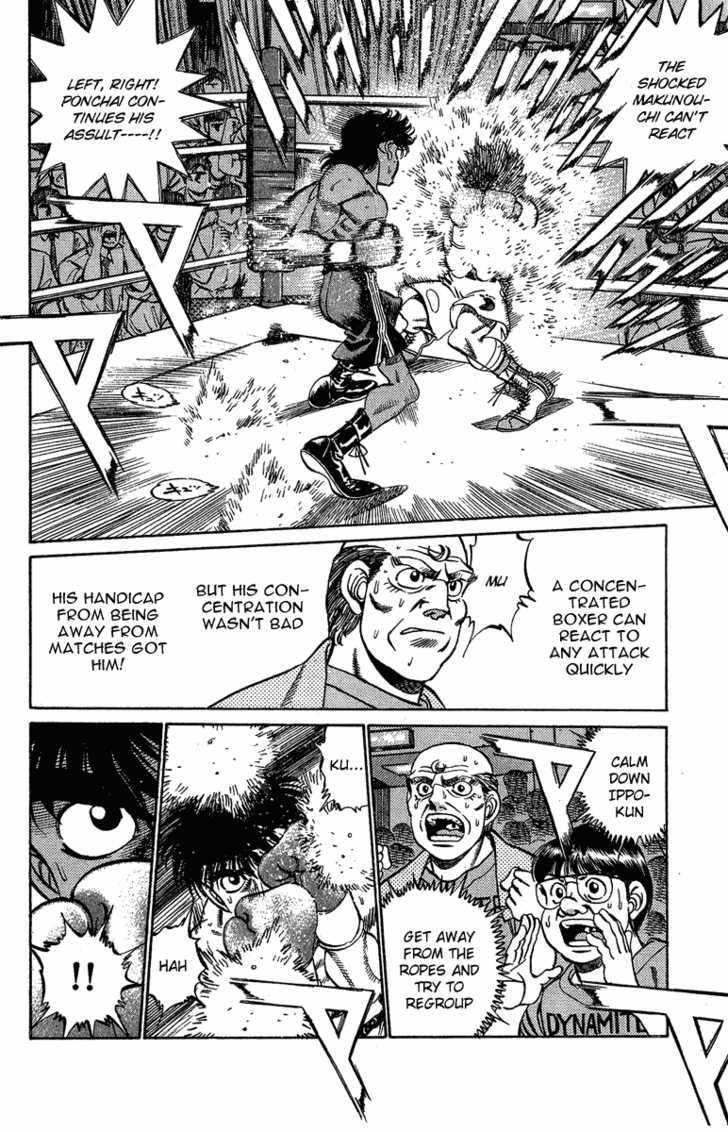 THE
SHOCKED
MAKUNOU-
CHI CAN'T
REACT
LEFT, RIGHT!
PONCHAI CON-
TINUES HIS
ASSULT----!!
A CONCEN-
TRATED
BOXER CAN
REACT TO
ANY ATTACK
QUICKLY
MU
BUT HIS CON-
CENTRATION
WASN'T BAD
HIS HANDICAP
FROM BEING
AWAY FROM
MATCHES GOT
HIM!
CALM
DOWN
IPPO-
KUN
GET AWAY
FROM THE
ROPES AND
TRY TO
REGROUP
DYNAMITE
KU...
HAH
!!